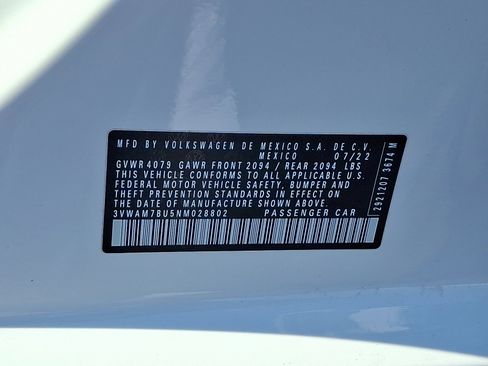 MFD BY VOLKSWAGEN DE MEXICO S.A. DE C.V.
MEXICO 07/22
GVWR 4079 GAWR FRONT 2094 / REAR 2094 LBS
THIS VEHICLE CONFORMS TO ALL APPLICABLE U.S.
FEDERAL MOTOR VEHICLE SAFETY, BUMPER AND
THEFT PREVENTION STANDARDS IN EFFECT ON
THE DATE OF MANUFACTURE SHOWN ABOVE.
3VWAM7BU5NM028802 PASSENGER CAR
2921207 3674 M